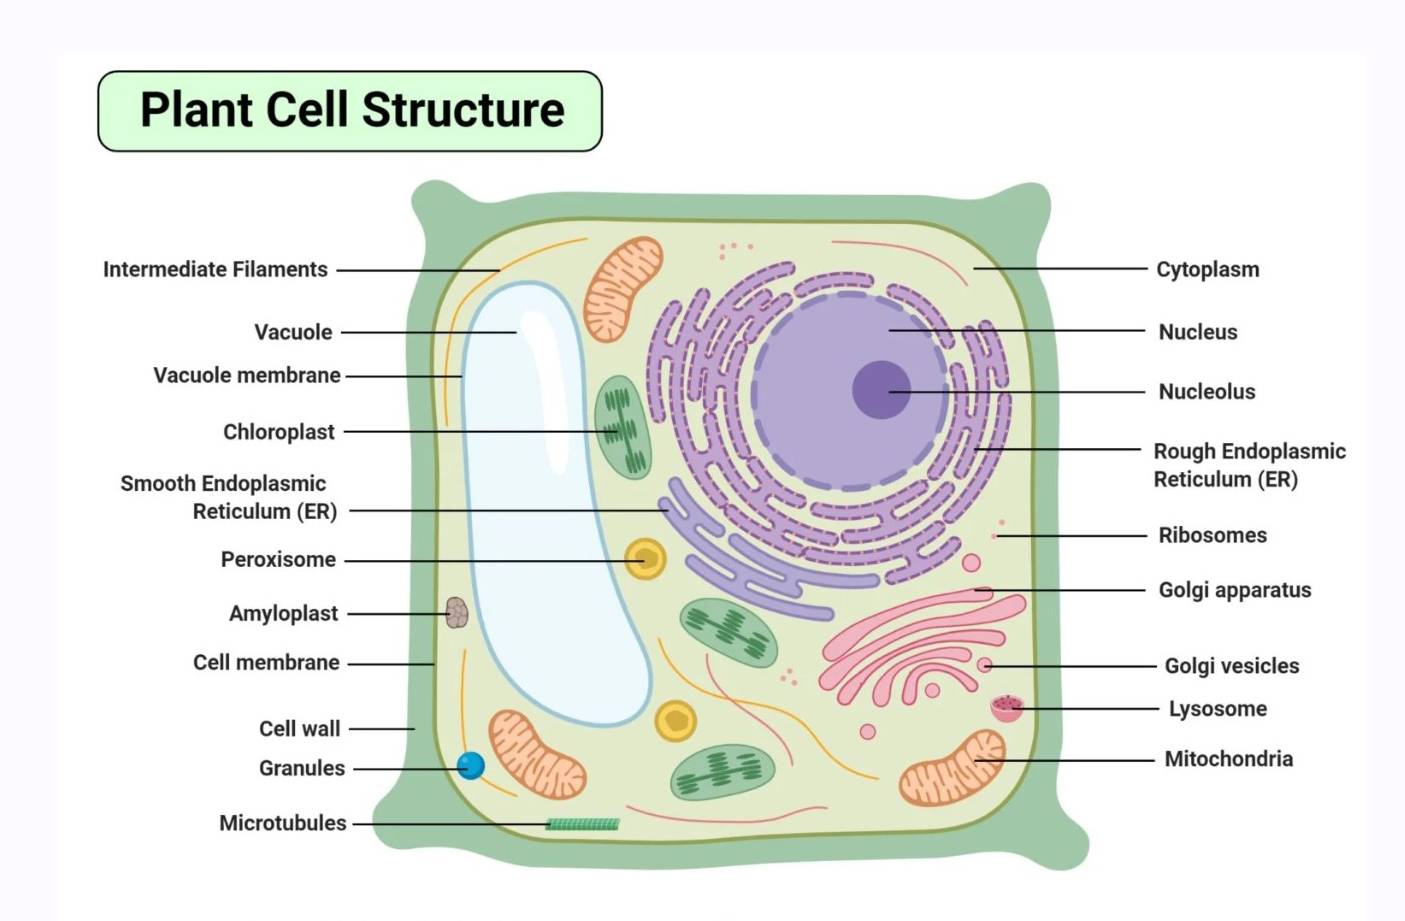 Plant Cell Structure
Intermediate Filaments
Vacuole
Vacuole membrane
Chloroplast
Smooth Endoplasmic
Reticulum (ER)
Peroxisome
Amyloplast
Cell membrane
Cell wall
Granules
Microtubules
Cytoplasm
Nucleus
Nucleolus
Rough Endoplasmic
Reticulum (ER)
Ribosomes
Golgi apparatus
Golgi vesicles
Lysosome
Mitochondria